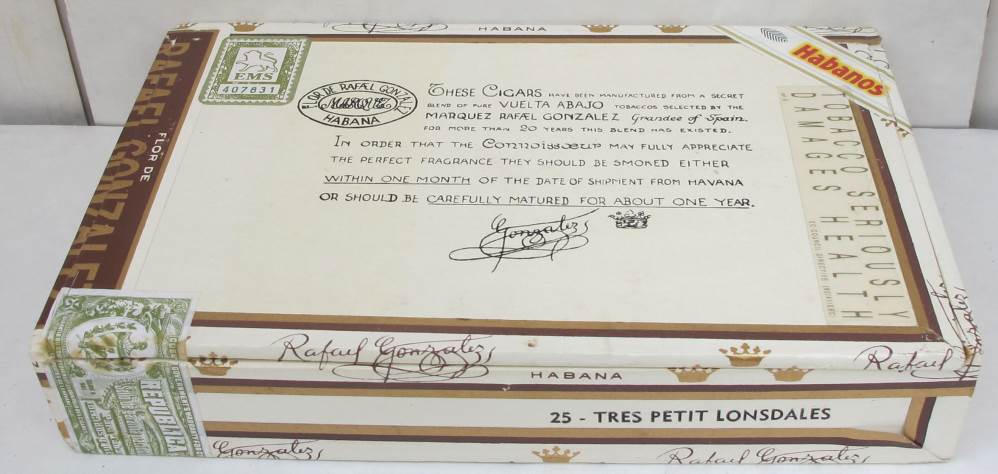 HABANA
RAFAEL GONZALEZ
FLOR DE
EMS
407831
FLOR DE RAFAEL GONZALEZ
MARQUEZ
HABANA
THESE CIGARS HAVE BEEN MANUFACTURED FROM A SECRET
BLEND OF PURE VUELTA ABAJO TOBACCOS SELECTED BY THE
MARQUEZ RAFAEL GONZALEZ Grandee of Spain.
FOR MORE THAN 20 YEARS THIS BLEND HAS EXISTED.
IN ORDER THAT THE Connoisseur MAY FULLY APPRECIATE
THE PERFECT FRAGRANCE THEY SHOULD BE SMOKED EITHER
WITHIN ONE MONTH OF THE DATE OF SHIPMENT FROM HAVANA
OR SHOULD BE CAREFULLY MATURED FOR ABOUT ONE YEAR.
Gonzalez
Habanos
TOBACCO SERIOUSLY
DAMAGES HEALTH
Rafael Gonzalez
Rafael Gonzalez
HABANA
25 - TRES PETIT LONSDALES
REPUBLICA
Gonzalez
Rafael Gonzalez